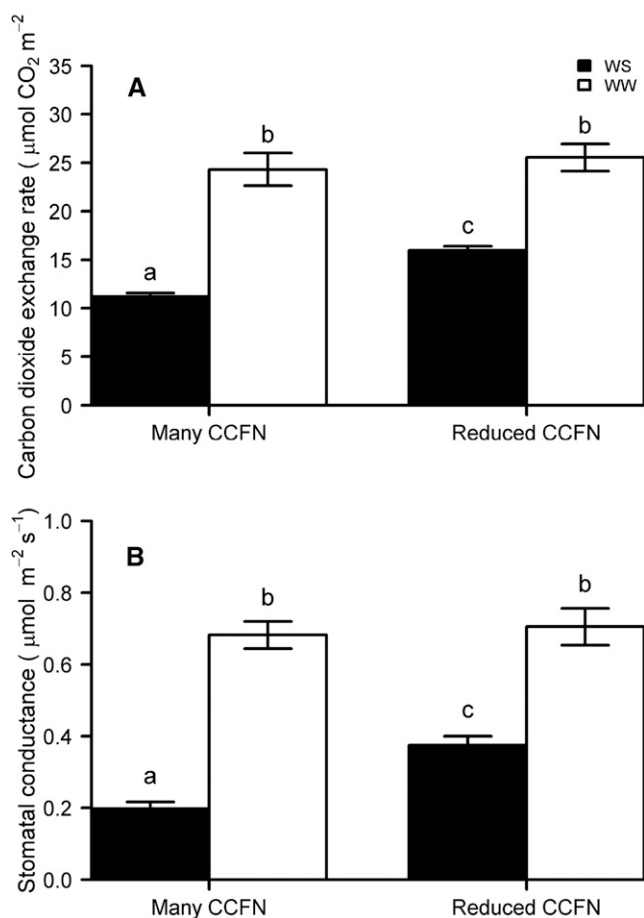 A
WS
WW
Carbon dioxide exchange rate ( μmol CO₂ m⁻²
35
30
25
20
15
10
5
0
a
b
c
b
Many CCFN
Reduced CCFN
B
Stomatal conductance ( μmol m⁻² s⁻¹)
1.0
0.8
0.6
0.4
0.2
0.0
a
b
c
b
Many CCFN
Reduced CCFN